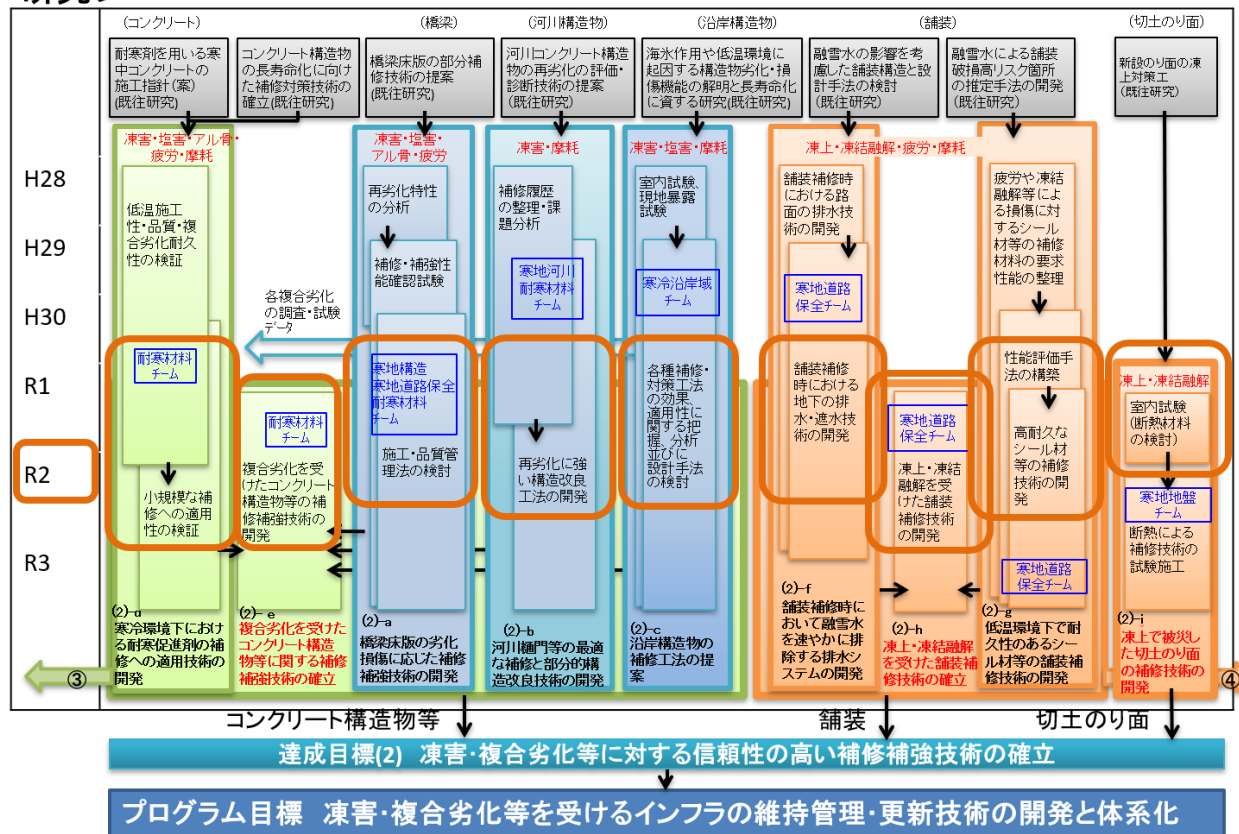 (コンクリート)
(橋梁)
(河川構造物)
(沿岸構造物)
(舗装)
(切土のり面)
耐寒剤を用いる寒
中コンクリートの
施工指針(案)
(既往研究)
コンクリート構造物
の長寿命化に向け
た補修対策技術の
確立(既往研究)
橋梁床版の部分補
修技術の提案
(既往研究)
河川コンクリート構造
物の再劣化の評価・
診断技術の提案
(既往研究)
海氷作用や低温環境に
起因する構造物劣化・損
傷機能の解明と長寿命化
に資する研究(既往研究)
融雪水の影響を考
慮した舗装構造と設
計手法の検討
(既往研究)
融雪水による舗装
破損高リスク箇所
の推定手法の開発
(既往研究)
新設のり面の凍
上対策工
(既往研究)
凍害・塩害・アル骨・
疲労・摩耗
凍害・塩害・
アル骨・疲労
凍害・摩耗
凍害・塩害・摩耗
凍上・凍結融解・疲労・摩耗
H28
H29
H30
R1
R2
R3
低温施工
性・品質・複
合劣化耐久
性の検証
耐寒材料
チーム
小規模な補
修への適用
性の検証
(2)-d
寒冷環境下におけ
る耐寒促進剤の補
修への適用技術の
開発
各複合劣化
の調査・試験
データ
耐寒材料
チーム
複合劣化を受
けたコンクリート
構造物等の補
修補強技術の
開発
(2)-e
複合劣化を受けた
コンクリート構造
物等に関する補修
補強技術の確立
再劣化特性
の分析
補修・補強性
能確認試験
寒地構造
寒地道路保全
耐寒材料
チーム
施工・品質管
理法の検討
(2)-a
橋梁床版の劣化
損傷に応じた補修
補強技術の開発
補修履歴
の整理・課
題分析
寒地河川
耐寒材料
チーム
再劣化に強
い構造改良
工法の開発
(2)-b
河川樋門等の最適
な補修と部分的構
造改良技術の開発
室内試験、
現地暴露
試験
寒冷沿岸域
チーム
各種補修・
対策工法
の効果、
適用性に
関する把
握、分析
並びに
設計手法
の検討
(2)-c
沿岸構造物の
補修工法の提
案
舗装補修時
における路
面の排水技
術の開発
寒地道路
保全チーム
舗装補修
時における
地下の排
水・遮水技
術の開発
(2)-f
舗装補修時に
おいて融雪水
を速やかに排
除する排水シ
ステムの開発
寒地道路
保全チーム
凍上・凍結
融解を受
けた舗装
補修技術
の開発
(2)-h
凍上・凍結融解
を受けた舗装補
修技術の確立
疲労や凍結
融解等によ
る損傷に対
するシール
材等の補修
材料の要求
性能の整理
性能評価手
法の構築
高耐久な
シール材
等の補修
技術の開
発
寒地道路
保全チーム
(2)-g
低温環境下で耐
久性のあるシー
ル材等の舗装補
修技術の開発
凍上・凍結融解
室内試験
(断熱材料
の検討)
寒地地盤
チーム
断熱による
補修技術の
試験施工
(2)-i
凍上で被災し
た切土のり面
の補修技術の
開発
③
④
コンクリート構造物等
舗装
切土のり面
達成目標(2) 凍害・複合劣化等に対する信頼性の高い補修補強技術の確立
プログラム目標 凍害・複合劣化等を受けるインフラの維持管理・更新技術の開発と体系化